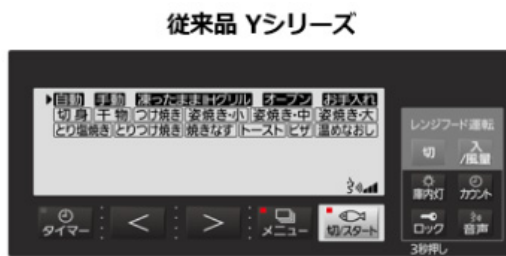 従来品 Yシリーズ
自動 手動 凍ったままIHグリル オーブン お手入れ
切身 干物 つけ焼き 姿焼き・小 姿焼き・中 姿焼き・大
とり塩焼き とりつけ焼き 焼きなす トースト ピザ 温めなおし
レンジフード運転
切 入/風量
庫内灯 カウント
ロック 音声
3秒押し
タイマー < > メニュー 切/スタート